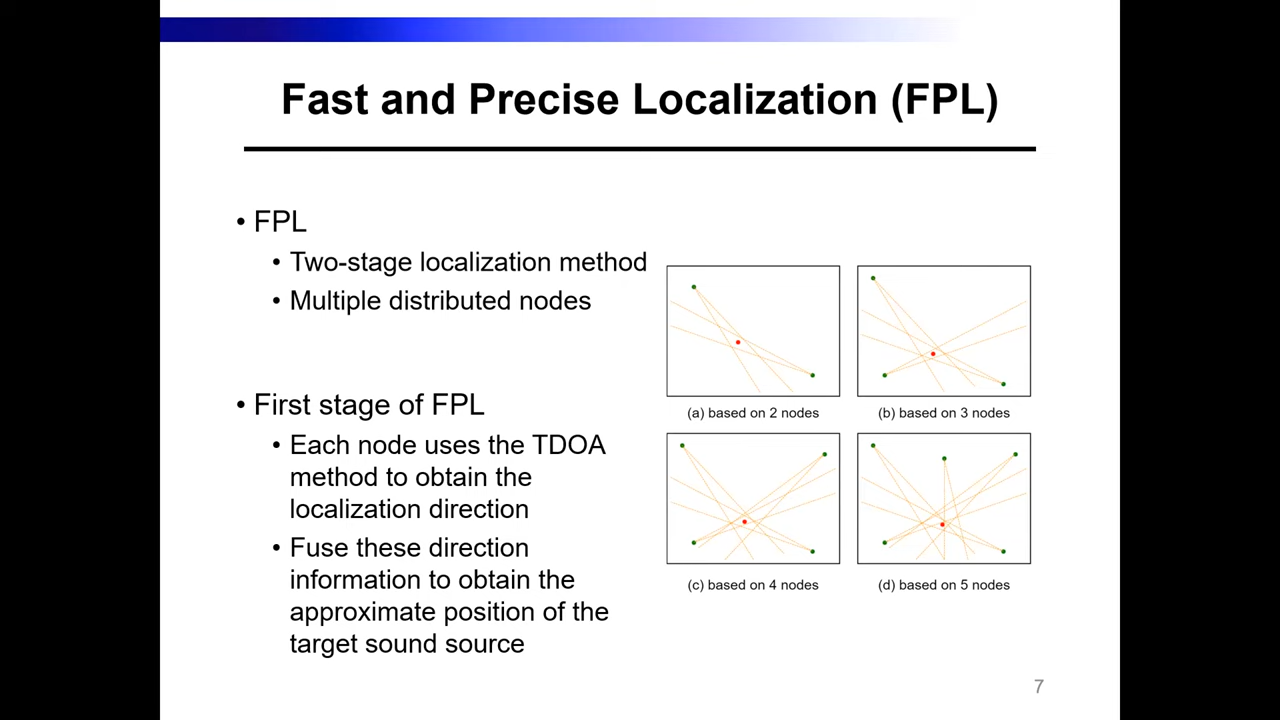 Fast and Precise Localization (FPL)
• FPL
• Two-stage localization method
• Multiple distributed nodes
• First stage of FPL
• Each node uses the TDOA
method to obtain the
localization direction
• Fuse these direction
information to obtain the
approximate position of the
target sound source
(a) based on 2 nodes
(b) based on 3 nodes
(c) based on 4 nodes
(d) based on 5 nodes
7